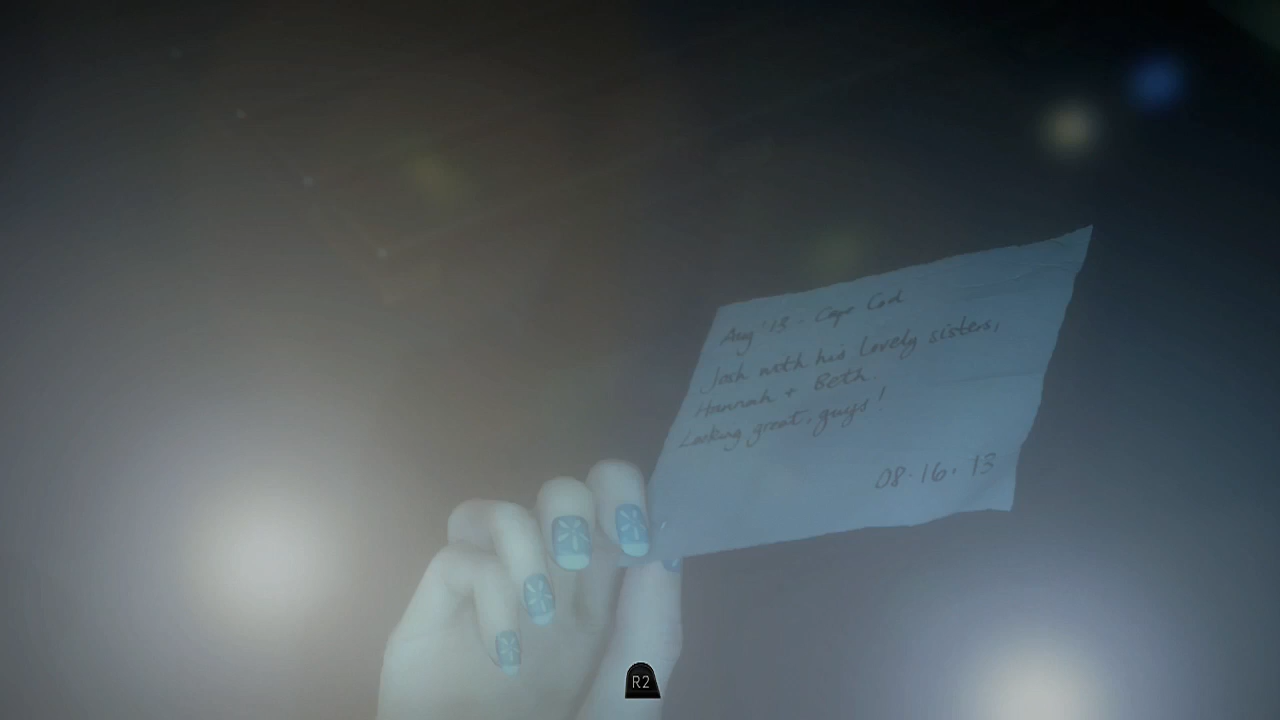 Aug '13 - Cape Cod
Josh with his lovely sisters,
Hannah + Beth.
Looking great, guys!
08.16.13
R2